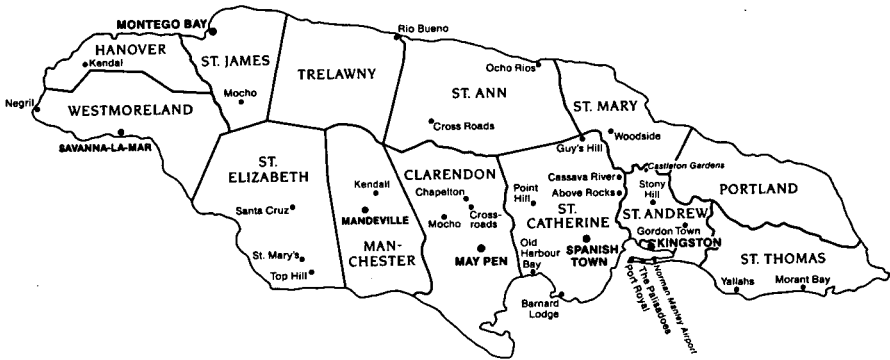 MONTEGO BAY
Rio Bueno
HANOVER
Kendal
ST. JAMES
TRELAWNY
Ocho Rios
ST. ANN
ST. MARY
Mocho
Negril
WESTMORELAND
SAVANNA-LA-MAR
Cross Roads
Woodside
Guy's Hill
Castleton Gardens
ST.
ELIZABETH
Kendall
CLARENDON
Chapelton
Point
Hill
Cassava River
Above Rocks
Stony
Hill
PORTLAND
Santa Cruz
MANDEVILLE
Mocho
Cross-
roads
ST.
CATHERINE
ST. ANDREW
Gordon Town
KINGSTON
St. Mary's
Top Hill
MAN-
CHESTER
MAY PEN
Old
Harbour
Bay
SPANISH
TOWN
ST. THOMAS
Barnard
Lodge
Port Royal
The Palisadoes
Norman Manley Airport
Yallahs
Morant Bay